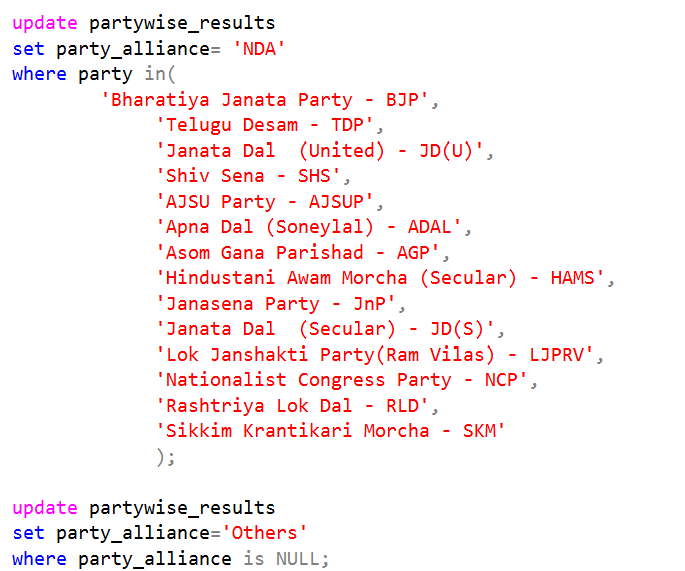 update partywise_results
set party_alliance= 'NDA'
where party in(
'Bharatiya Janata Party - BJP',
'Telugu Desam - TDP',
'Janata Dal  (United) - JD(U)',
'Shiv Sena - SHS',
'AJSU Party - AJSUP',
'Apna Dal (Soneylal) - ADAL',
'Asom Gana Parishad - AGP',
'Hindustani Awam Morcha (Secular) - HAMS',
'Janasena Party - JnP',
'Janata Dal  (Secular) - JD(S)',
'Lok Janshakti Party(Ram Vilas) - LJPRV',
'Nationalist Congress Party - NCP',
'Rashtriya Lok Dal - RLD',
'Sikkim Krantikari Morcha - SKM'
);
update partywise_results
set party_alliance='Others'
where party_alliance is NULL;